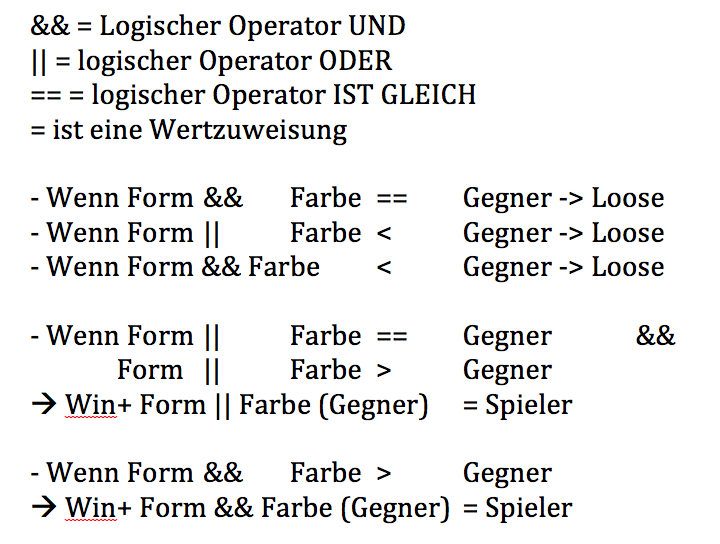 && = Logischer Operator UND
|| = logischer Operator ODER
== = logischer Operator IST GLEICH
= ist eine Wertzuweisung
- Wenn Form && Farbe == Gegner -> Loose
- Wenn Form || Farbe < Gegner -> Loose
- Wenn Form && Farbe < Gegner -> Loose
- Wenn Form || Farbe == Gegner &&
Form || Farbe > Gegner
→ Win+ Form || Farbe (Gegner) = Spieler
- Wenn Form && Farbe > Gegner
→ Win+ Form && Farbe (Gegner) = Spieler